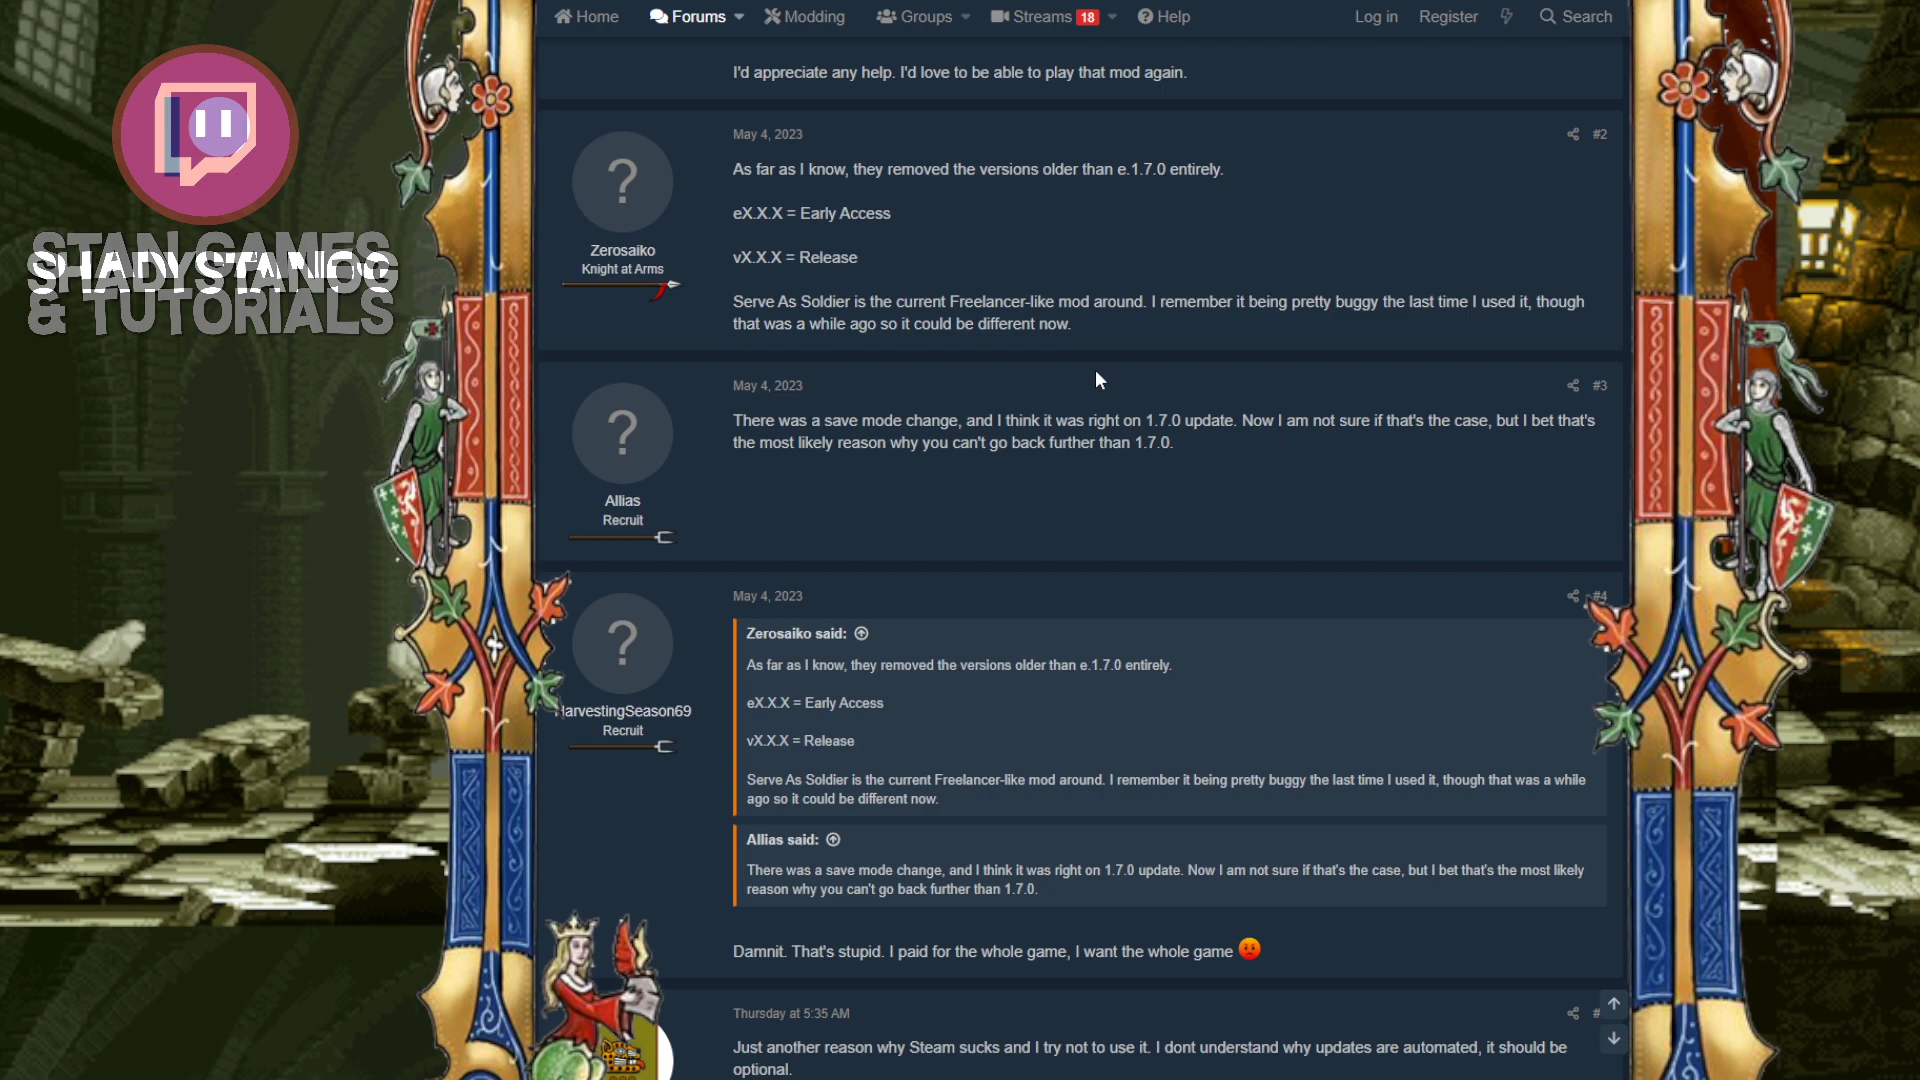 Home
Forums
Modding
Groups
Streams 18
Help
Log in
Register
Search
STAN GAMES
SHADYSTANGS
& TUTORIALS
I'd appreciate any help. I'd love to be able to play that mod again.
May 4, 2023
#2
Zerosaiko
Knight at Arms
As far as I know, they removed the versions older than e.1.7.0 entirely.
eX.X.X = Early Access
vX.X.X = Release
Serve As Soldier is the current Freelancer-like mod around. I remember it being pretty buggy the last time I used it, though
that was a while ago so it could be different now.
May 4, 2023
#3
Allias
Recruit
There was a save mode change, and I think it was right on 1.7.0 update. Now I am not sure if that's the case, but I bet that's
the most likely reason why you can't go back further than 1.7.0.
May 4, 2023
#4
HarvestingSeason69
Recruit
Zerosaiko said:
As far as I know, they removed the versions older than e.1.7.0 entirely.
eX.X.X = Early Access
vX.X.X = Release
Serve As Soldier is the current Freelancer-like mod around. I remember it being pretty buggy the last time I used it, though that was a while
ago so it could be different now.
Allias said:
There was a save mode change, and I think it was right on 1.7.0 update. Now I am not sure if that's the case, but I bet that's the most likely
reason why you can't go back further than 1.7.0.
Damnit. That's stupid. I paid for the whole game, I want the whole game
Thursday at 5:35 AM
#
Just another reason why Steam sucks and I try not to use it. I dont understand why updates are automated, it should be
optional.